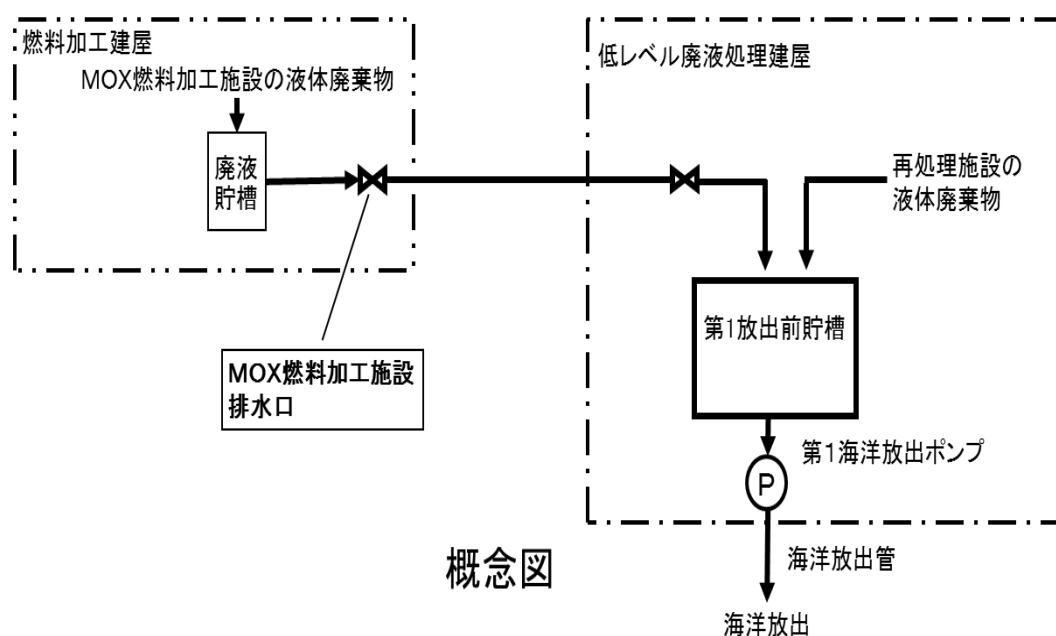 燃料加工建屋
MOX燃料加工施設の液体廃棄物
廃液
貯槽
MOX燃料加工施設
排水口
低レベル廃液処理建屋
再処理施設の
液体廃棄物
第1放出前貯槽
第1海洋放出ポンプ
P
海洋放出管
海洋放出
概念図